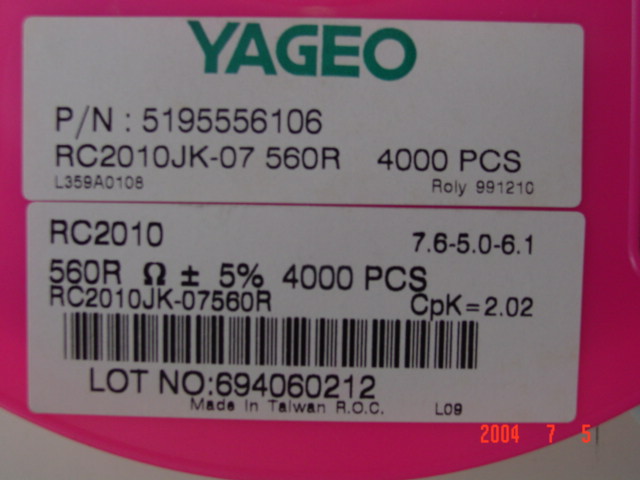 YAGEO
P/N : 5195556106
RC2010JK-07 560R 4000 PCS
L359A0108 Roly 991210
RC2010 7.6-5.0-6.1
560R Ω ± 5% 4000 PCS
RC2010JK-07560R CpK=2.02
LOT NO:694060212
Made In Taiwan R.O.C. L09
2004 7 5